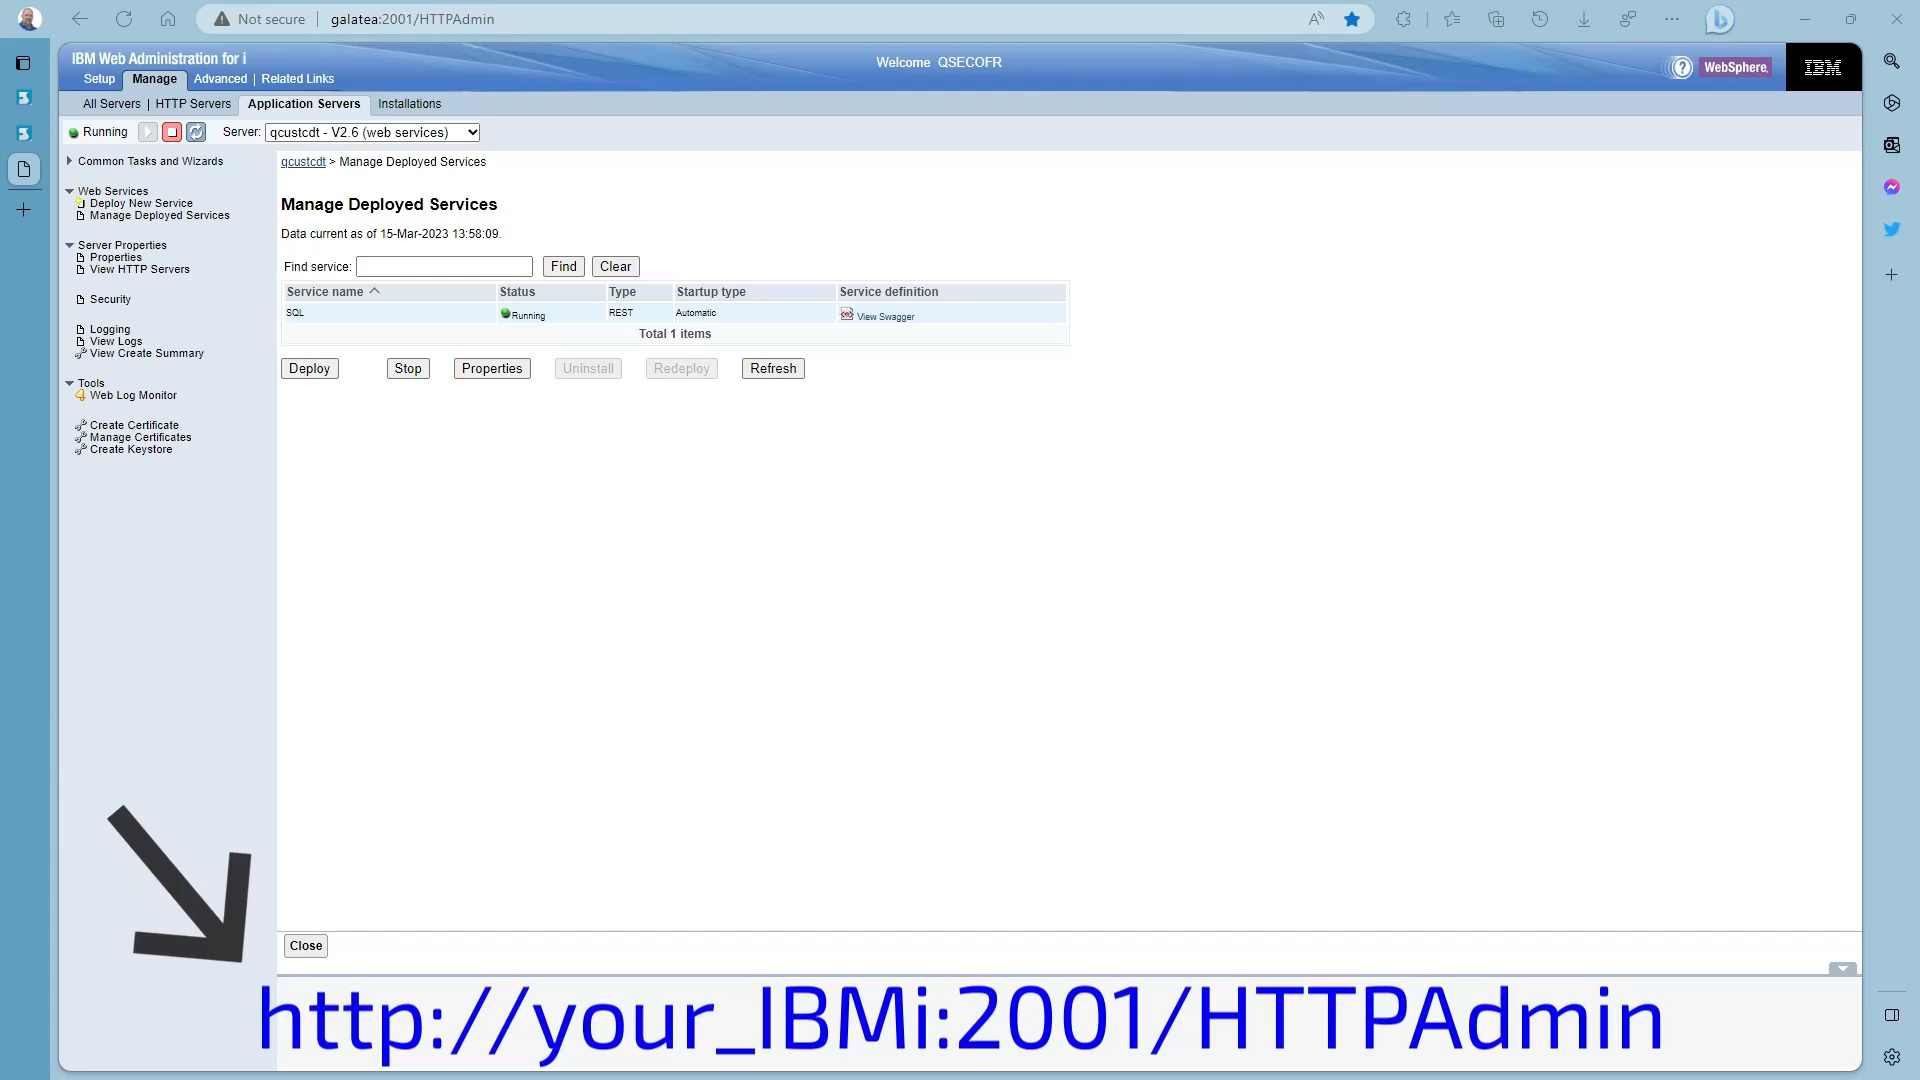 Not secure
galatea:2001/HTTPAdmin
IBM Web Administration for i
Welcome QSECOFR
WebSphere.
IBM
Setup Manage Advanced | Related Links
All Servers | HTTP Servers Application Servers Installations
Running Server: qcustcdt - V2.6 (web services)
Common Tasks and Wizards
Web Services
Deploy New Service
Manage Deployed Services
Server Properties
Properties
View HTTP Servers
Security
Logging
View Logs
View Create Summary
Tools
Web Log Monitor
Create Certificate
Manage Certificates
Create Keystore
qcustcdt > Manage Deployed Services
Manage Deployed Services
Data current as of 15-Mar-2023 13:58:09.
Find service: Find Clear
Service name Status Type Startup type Service definition
SQL Running REST Automatic View Swagger
Total 1 items
Deploy Stop Properties Uninstall Redeploy Refresh
Close
http://your_IBMi:2001/HTTPAdmin